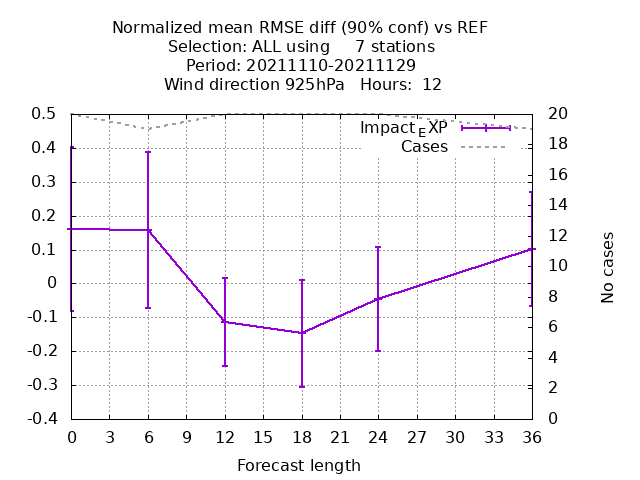 Normalized mean RMSE diff (90% conf) vs REF
Selection: ALL using     7 stations
Period: 20211110-20211129
Wind direction 925hPa   Hours:  12
Impact_EXP
Cases
0.5
0.4
0.3
0.2
0.1
0
-0.1
-0.2
-0.3
-0.4
20
18
16
14
12
10
8
6
4
2
0
No cases
0 3 6 9 12 15 18 21 24 27 30 33 36
Forecast length